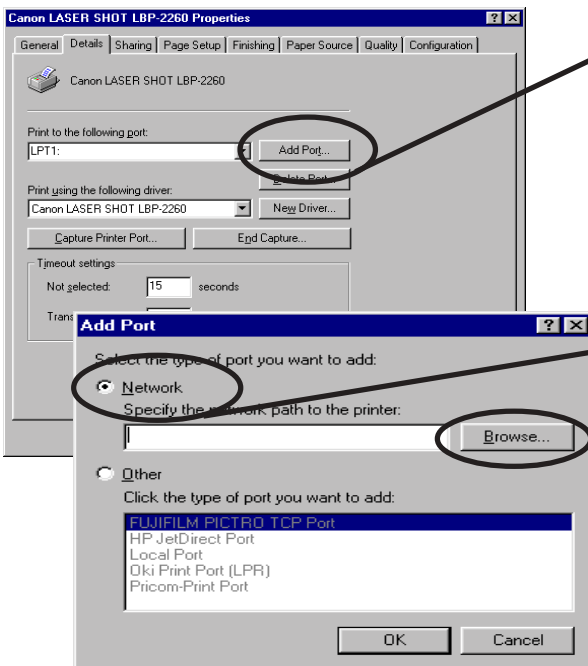 Canon LASER SHOT LBP-2260 Properties
General Details Sharing Page Setup Finishing Paper Source Quality Configuration
Canon LASER SHOT LBP-2260
Print to the following port:
LPT1:
Add Port...
Delete Port...
Print using the following driver:
Canon LASER SHOT LBP-2260
New Driver...
Capture Printer Port...
End Capture...
Timeout settings
Not selected: 15 seconds
Add Port
Select the type of port you want to add:
Network
Specify the network path to the printer:
Browse...
Other
Click the type of port you want to add:
FUJIFILM PICTRO TCP Port
HP JetDirect Port
Local Port
Oki Print Port (LPR)
Pricom-Print Port
OK Cancel